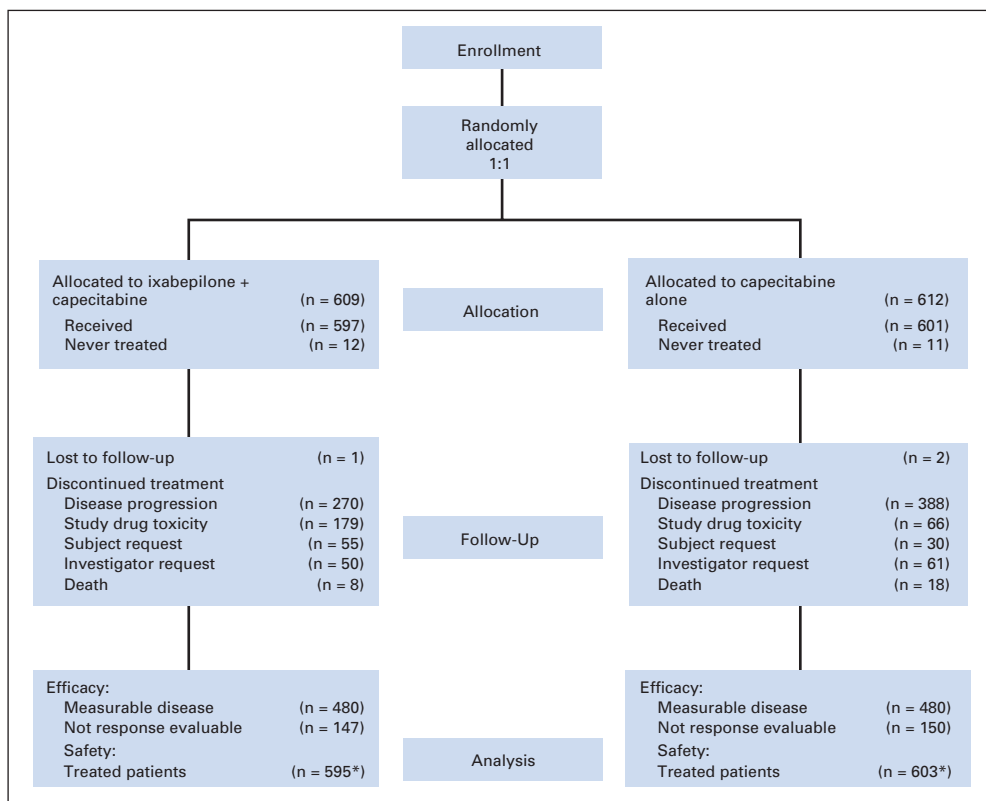 Enrollment
Randomly
allocated
1:1
Allocated to ixabepilone +
capecitabine (n = 609)
Received (n = 597)
Never treated (n = 12)
Allocation
Allocated to capecitabine
alone (n = 612)
Received (n = 601)
Never treated (n = 11)
Lost to follow-up (n = 1)
Discontinued treatment
Disease progression (n = 270)
Study drug toxicity (n = 179)
Subject request (n = 55)
Investigator request (n = 50)
Death (n = 8)
Follow-Up
Lost to follow-up (n = 2)
Discontinued treatment
Disease progression (n = 388)
Study drug toxicity (n = 66)
Subject request (n = 30)
Investigator request (n = 61)
Death (n = 18)
Efficacy:
Measurable disease (n = 480)
Not response evaluable (n = 147)
Safety:
Treated patients (n = 595*)
Analysis
Efficacy:
Measurable disease (n = 480)
Not response evaluable (n = 150)
Safety:
Treated patients (n = 603*)